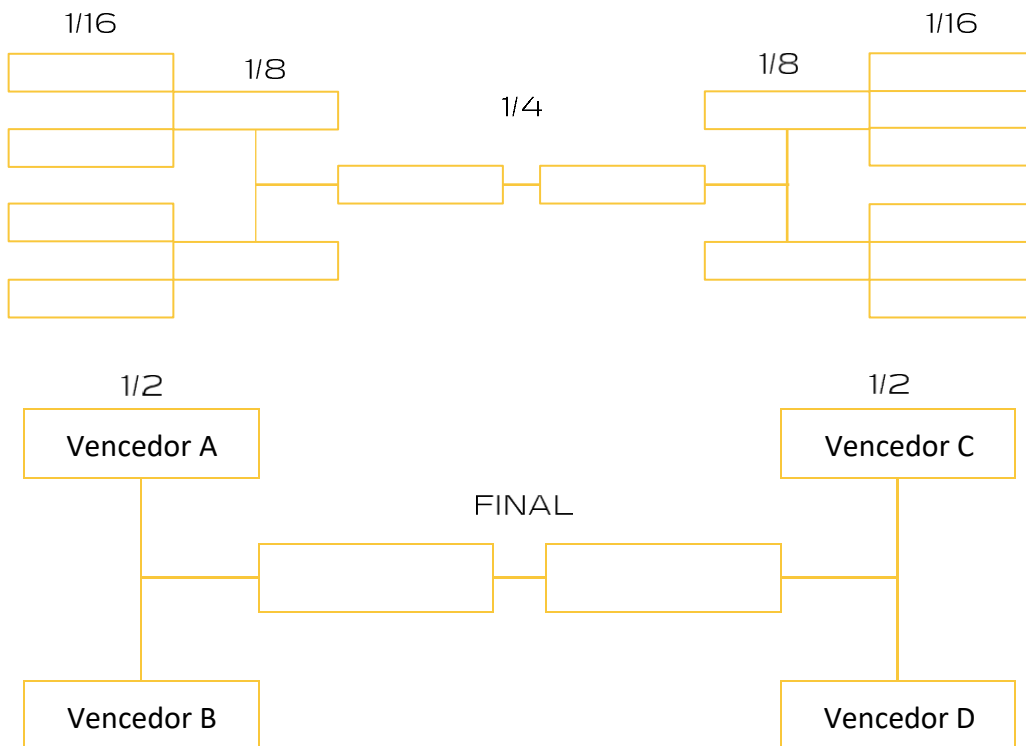 1/16
1/16
1/8
1/8
1/4
1/2
1/2
Vencedor A
Vencedor C
FINAL
Vencedor B
Vencedor D